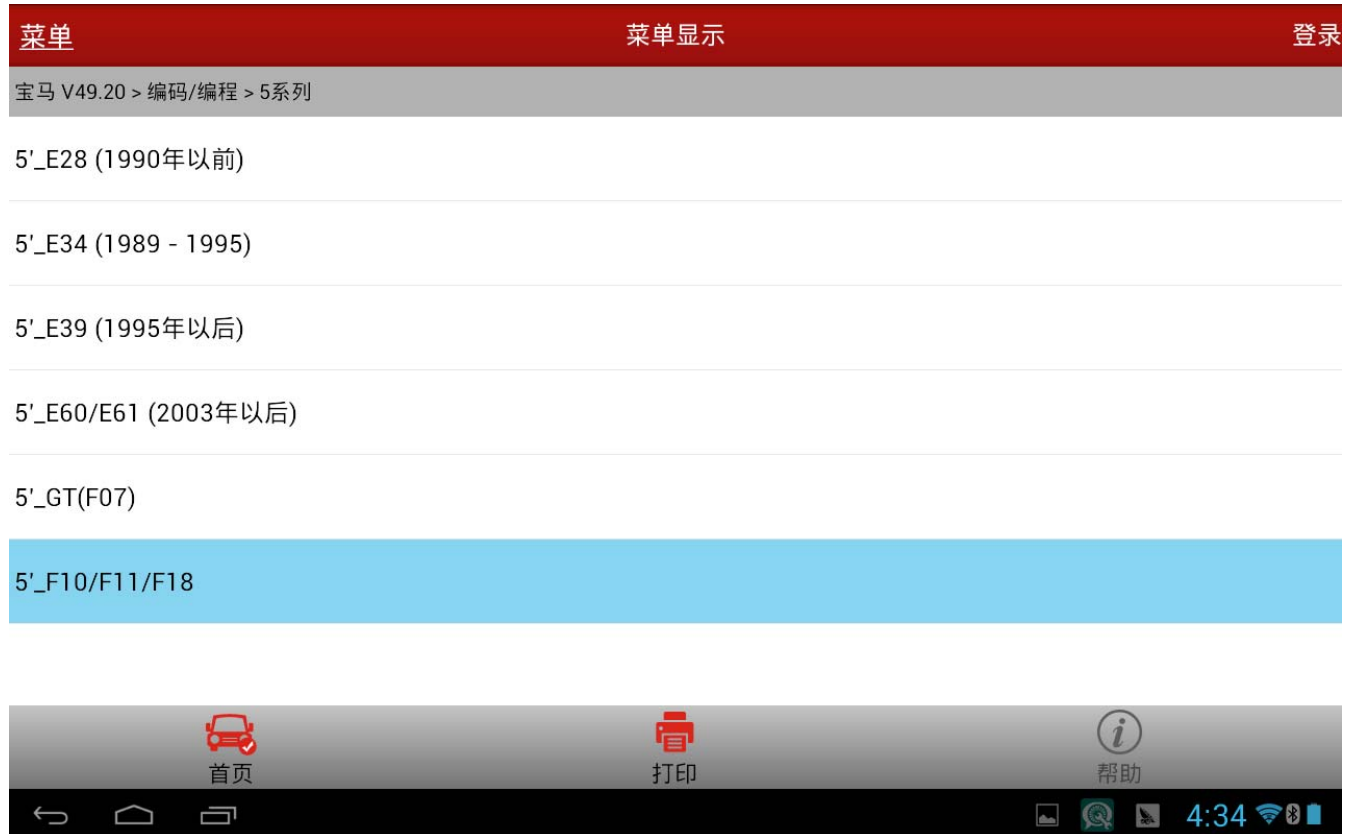 菜单 菜单显示 登录
宝马 V49.20 > 编码/编程 > 5系列
5'_E28 (1990年以前)
5'_E34 (1989 - 1995)
5'_E39 (1995年以后)
5'_E60/E61 (2003年以后)
5'_GT(F07)
5'_F10/F11/F18
首页 打印 帮助
4:34